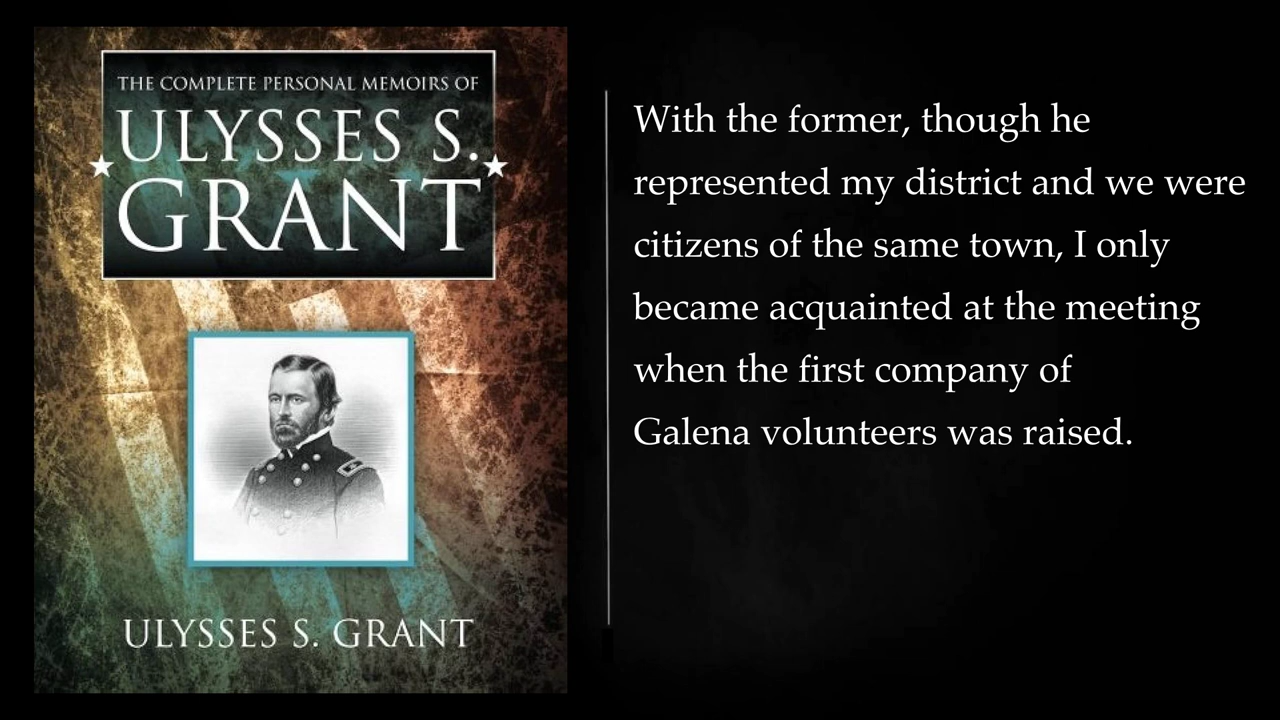 THE COMPLETE PERSONAL MEMOIRS OF
ULYSSES S.
GRANT
ULYSSES S. GRANT
With the former, though he
represented my district and we were
citizens of the same town, I only
became acquainted at the meeting
when the first company of
Galena volunteers was raised.